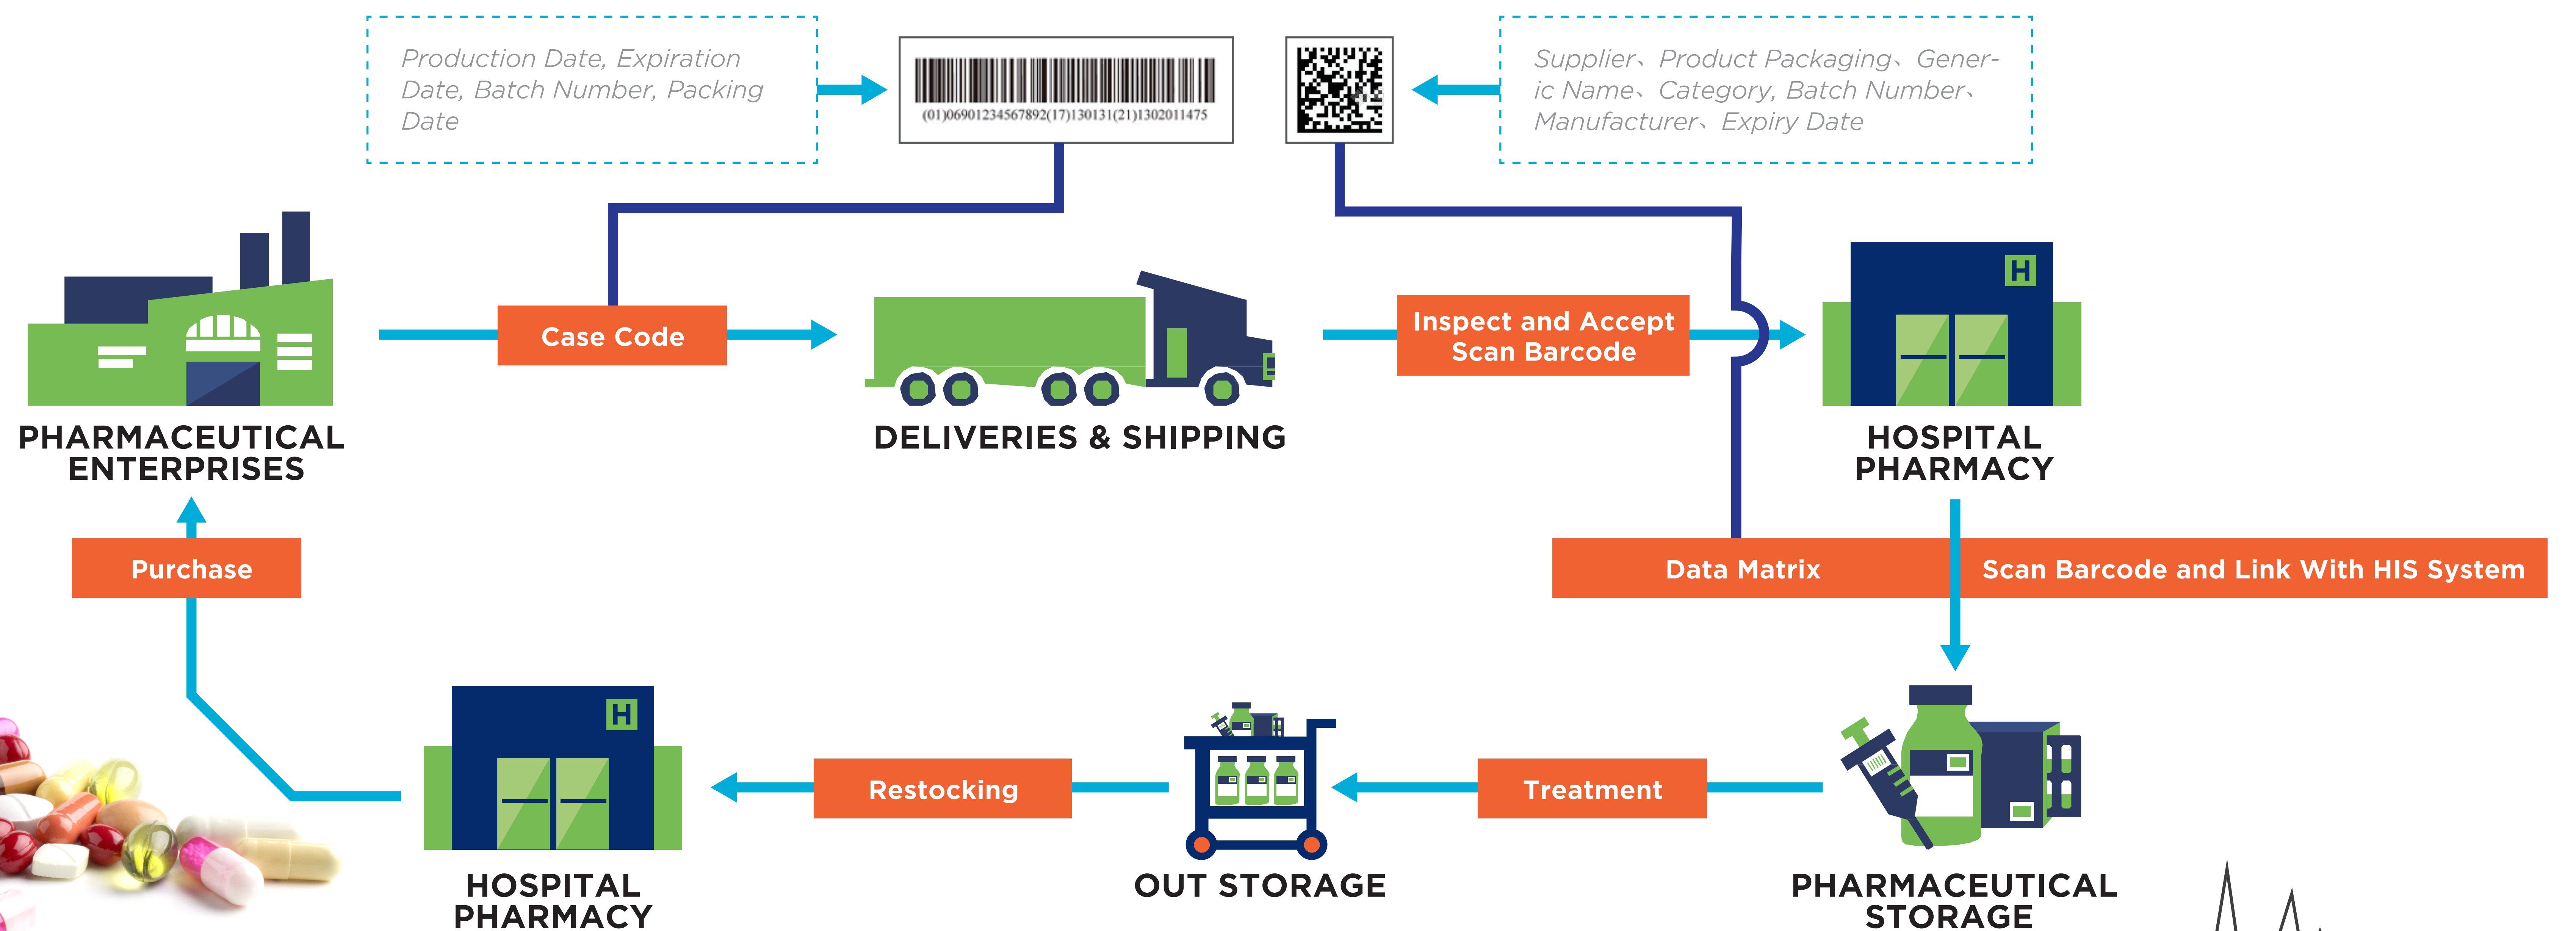 Production Date, Expiration
Date, Batch Number, Packing
Date
(01)06901234567892(17)130131(21)1302011475
Supplier、Product Packaging、Gener-
ic Name、Category, Batch Number、
Manufacturer、Expiry Date
H
Case Code
Inspect and Accept
Scan Barcode
PHARMACEUTICAL
ENTERPRISES
DELIVERIES & SHIPPING
HOSPITAL
PHARMACY
Purchase
Data Matrix
Scan Barcode and Link With HIS System
H
Restocking
Treatment
HOSPITAL
PHARMACY
OUT STORAGE
PHARMACEUTICAL
STORAGE